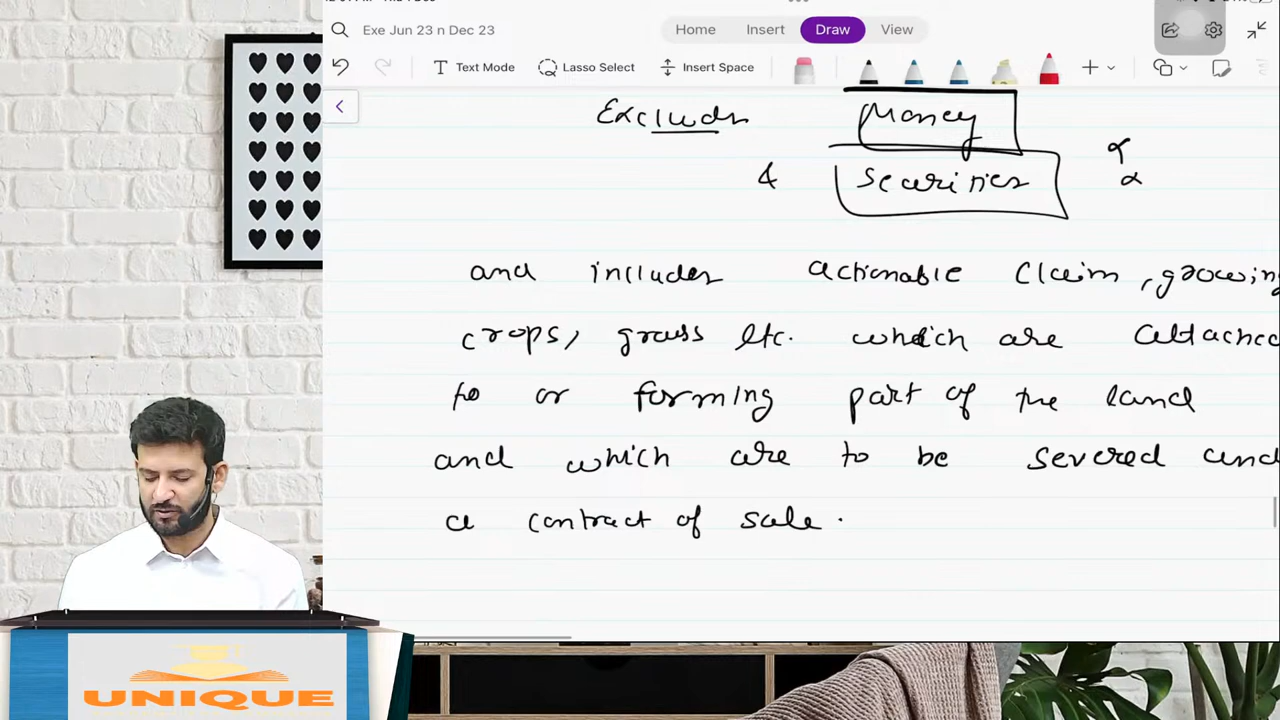 Exe Jun 23 n Dec 23
Home Insert Draw View
Text Mode Lasso Select Insert Space
Excludes Money
& Securities
and includes actionable claim, growing
crops, grass etc. which are attached
to or forming part of the land
and which are to be severed and
a contract of sale.
UNIQUE